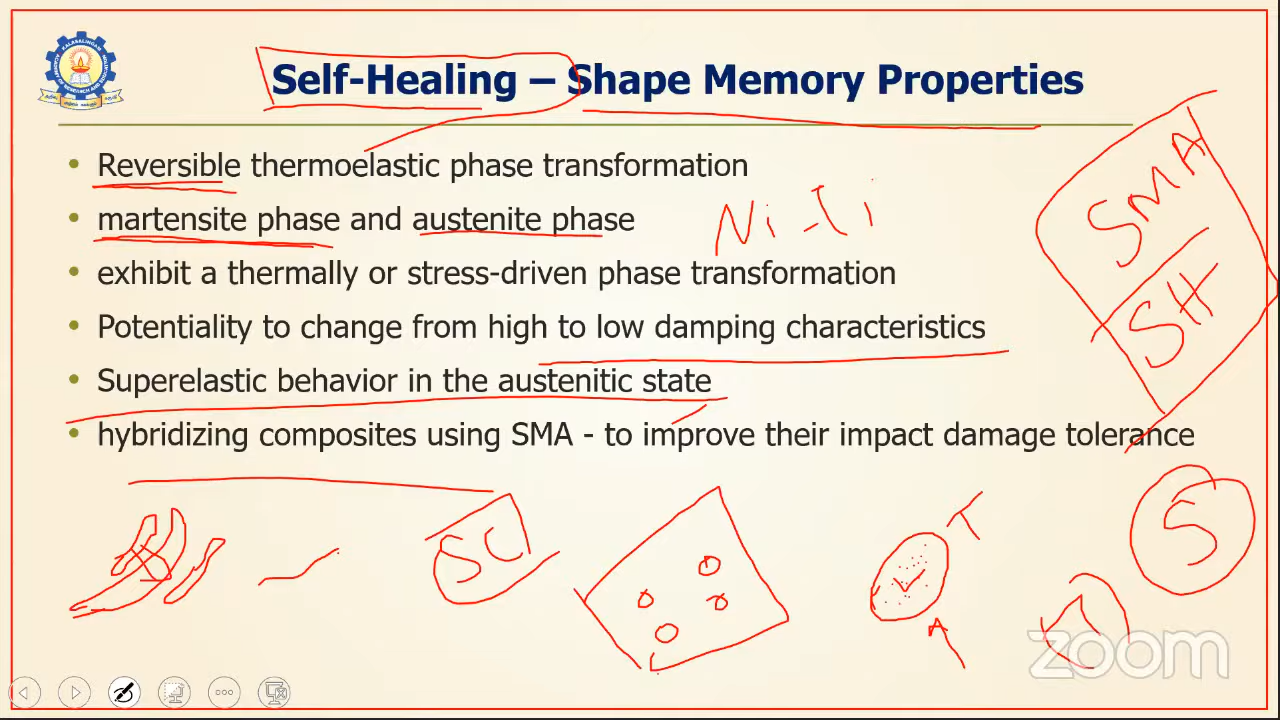 Self-Healing – Shape Memory Properties
• Reversible thermoelastic phase transformation
• martensite phase and austenite phase
Ni-Ti
• exhibit a thermally or stress-driven phase transformation
• Potentiality to change from high to low damping characteristics
• Superelastic behavior in the austenitic state
• hybridizing composites using SMA - to improve their impact damage tolerance
SMA
SH
SC
T
A
S
zoom